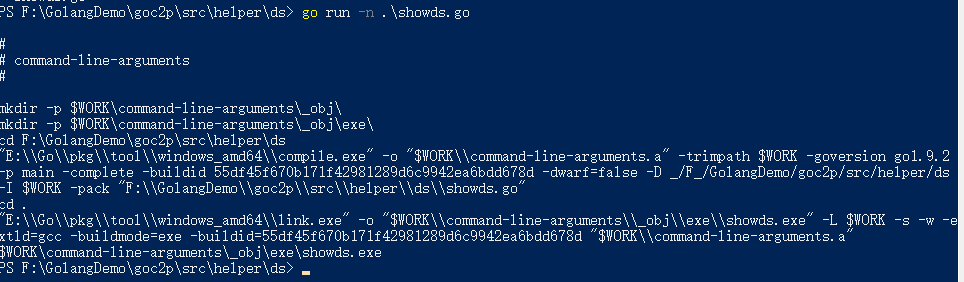 PS F:\GolangDemo\goc2p\src\helper\ds> go run -n .\showds.go
#
# command-line-arguments
#
mkdir -p $WORK\command-line-arguments\_obj\
mkdir -p $WORK\command-line-arguments\_obj\exe\
cd F:\GolangDemo\goc2p\src\helper\ds
"E:\\Go\\pkg\\tool\\windows_amd64\\compile.exe" -o "$WORK\\command-line-arguments.a" -trimpath $WORK -goversion go1.9.2
-p main -complete -buildid 55df45f670b171f42981289d6c9942ea6bdd678d -dwarf=false -D _/F_/GolangDemo/goc2p/src/helper/ds
-I $WORK -pack "F:\\GolangDemo\\goc2p\\src\\helper\\ds\\showds.go"
cd .
"E:\\Go\\pkg\\tool\\windows_amd64\\link.exe" -o "$WORK\\command-line-arguments\\_obj\\exe\\showds.exe" -L $WORK -s -w -e
xtld=gcc -buildmode=exe -buildid=55df45f670b171f42981289d6c9942ea6bdd678d "$WORK\\command-line-arguments.a"
$WORK\command-line-arguments\_obj\exe\showds.exe
PS F:\GolangDemo\goc2p\src\helper\ds>